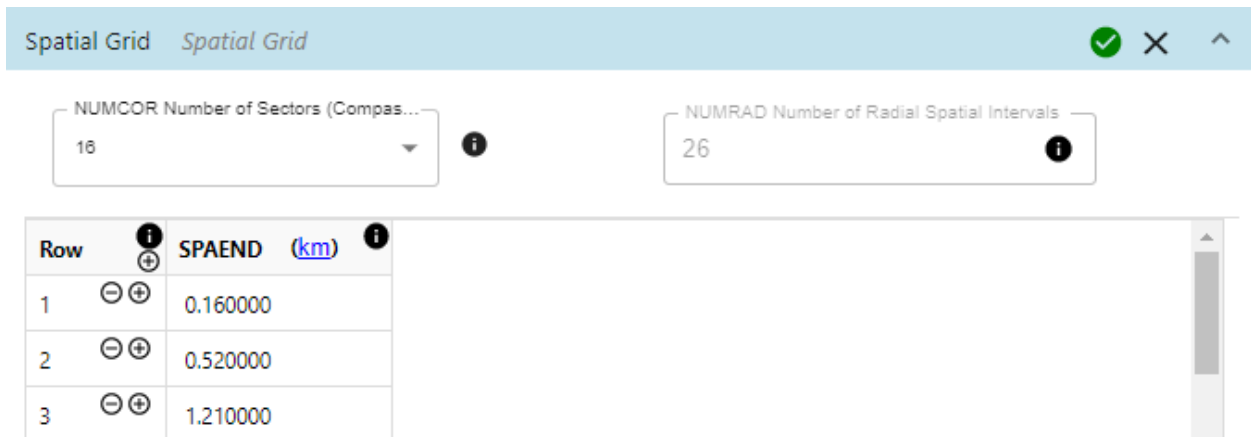 Spatial Grid Spatial Grid
NUMCOR Number of Sectors (Compas...
16
NUMRAD Number of Radial Spatial Intervals
26
Row SPAEND (km)
1 0.160000
2 0.520000
3 1.210000